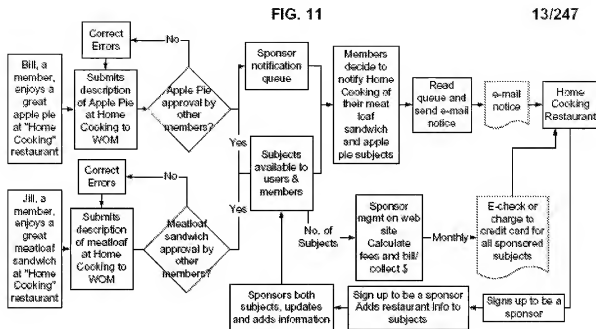 FIG. 11
13/247
Bill, a
member,
enjoys a
great
apple pie
at "Home
Cooking"
restaurant
Correct
Errors
No
Submits
description
of Apple Pie
at Home
Cooking to
WOM
Apple Pie
approval by
other
members?
Yes
Sponsor
notification
queue
Members
decide to
notify Home
Cooking of
their meat
loaf
sandwich
and apple
pie subjects
Read
queue and
send e-mail
notice
e-mail
notice
Home
Cooking
Restaurant
Jill, a
member,
enjoys a
great
meatloaf
sandwich
at "Home
Cooking"
restaurant
Correct
Errors
No
Submits
description
of meatloaf
at Home
Cooking to
WOM
Meatloaf
sandwich
approval by
other
members?
Yes
Subjects
available to
users &
members
No. of
Subjects
Sponsor
mgmt on web
site
Calculate
fees and bill/
collect $
Monthly
E-check or
charge to
credit card for
all sponsored
subjects
Sponsors both
subjects, updates
and adds information
Sign up to be a sponsor
Adds restaurant Info to
subjects
Signs up to be a
sponsor